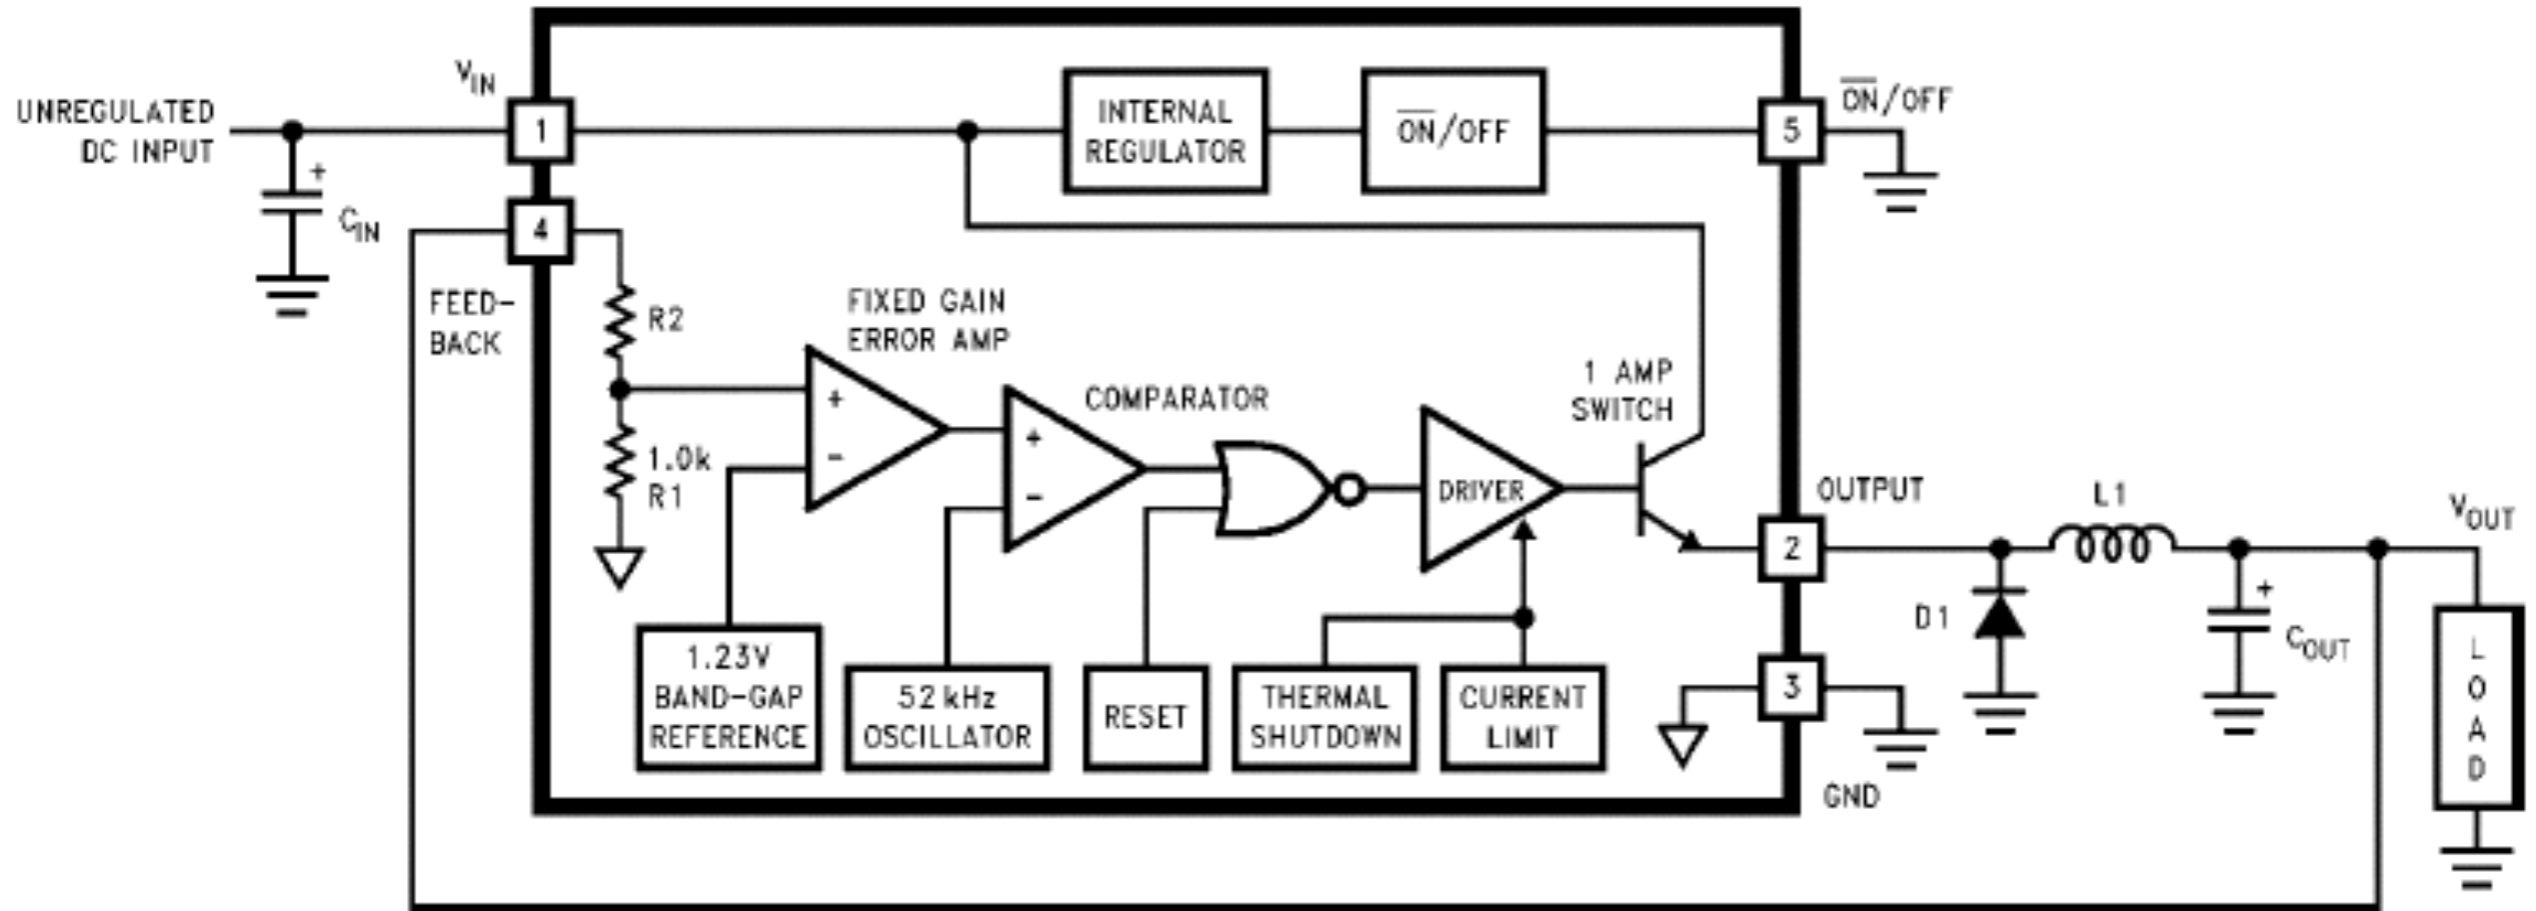 UNREGULATED
DC INPUT
+
CIN
VIN
1
4
FEED-
BACK
R2
1.0k
R1
FIXED GAIN
ERROR AMP
+
−
COMPARATOR
+
−
INTERNAL
REGULATOR
O̅N̅/OFF
5
O̅N̅/OFF
1 AMP
SWITCH
DRIVER
1.23V
BAND-GAP
REFERENCE
52 kHz
OSCILLATOR
RESET
THERMAL
SHUTDOWN
CURRENT
LIMIT
OUTPUT
2
3
GND
D1
L1
+
COUT
VOUT
LOAD